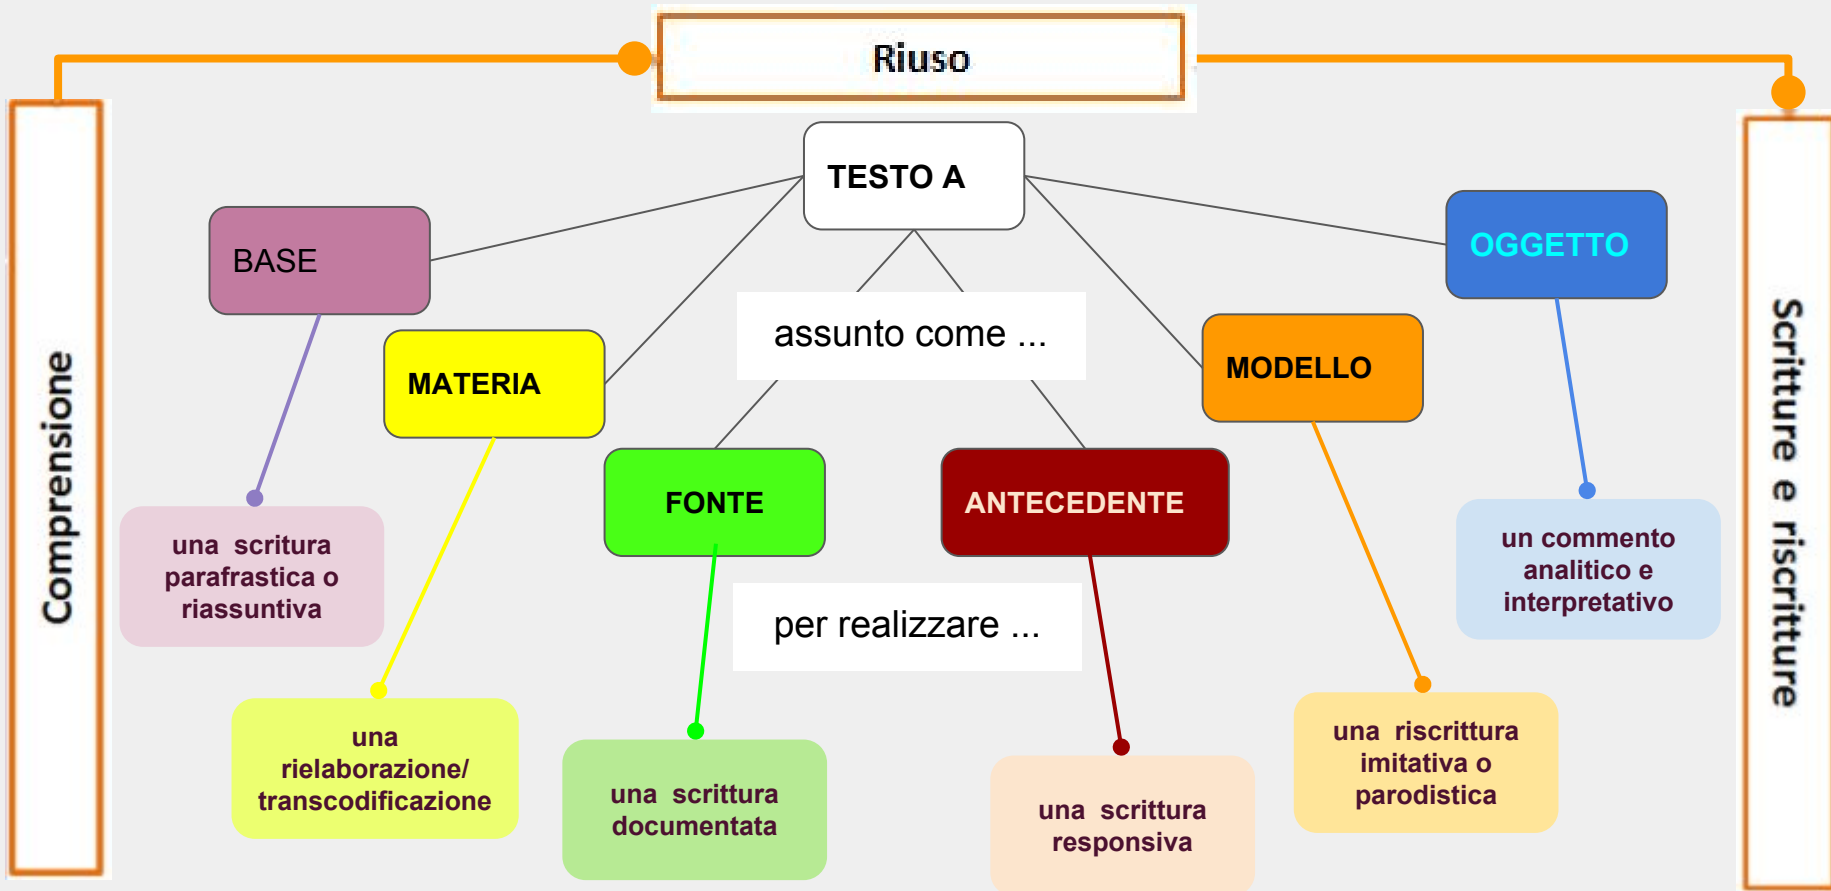 Riuso
Comprensione
Scritture e riscritture
TESTO A
BASE
OGGETTO
assunto come ...
MATERIA
MODELLO
FONTE
ANTECEDENTE
per realizzare ...
una scritura
parafrastica o
riassuntiva
un commento
analitico e
interpretativo
una
rielaborazione/
transcodificazione
una scrittura
documentata
una scrittura
responsiva
una riscrittura
imitativa o
parodistica